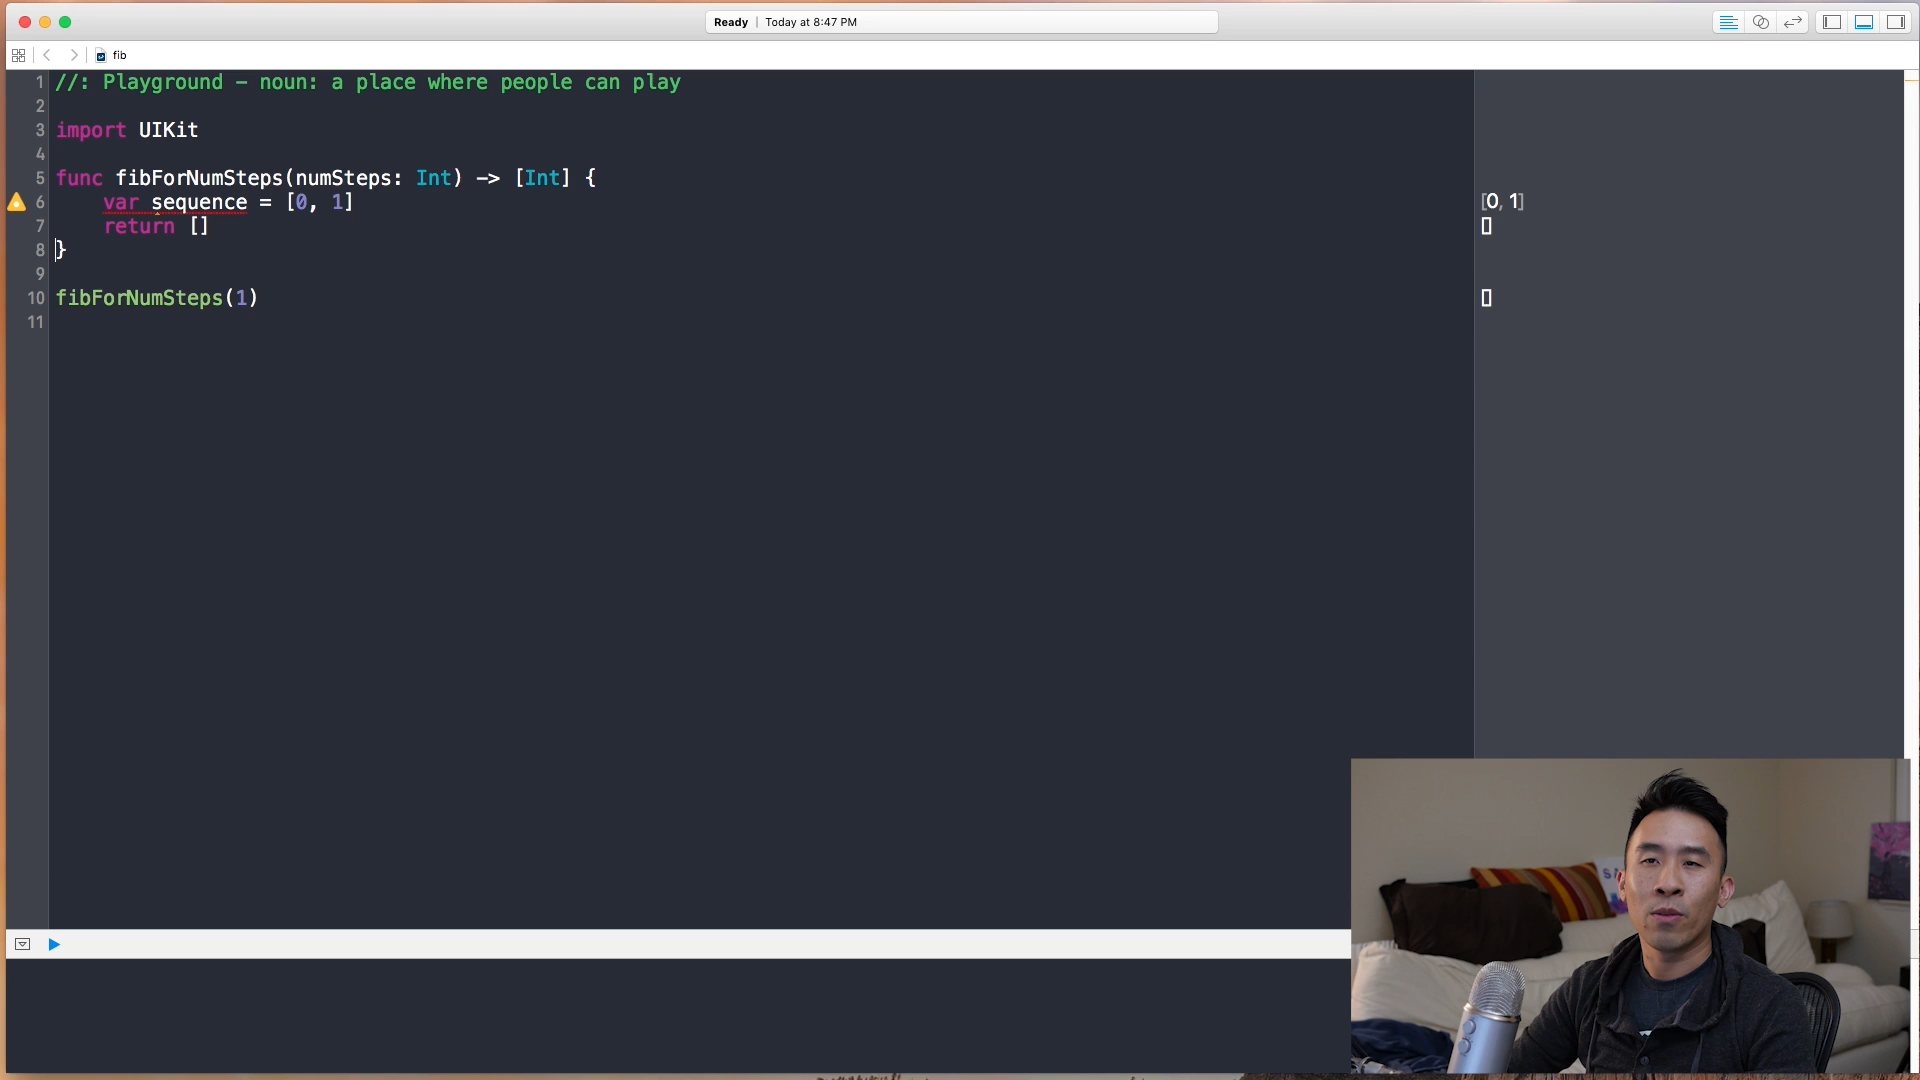 Ready | Today at 8:47 PM
fib
1 //: Playground - noun: a place where people can play
2
3 import UIKit
4
5 func fibForNumSteps(numSteps: Int) -> [Int] {
6 var sequence = [0, 1]
[0, 1]
7 return []
[]
8 }
9
10 fibForNumSteps(1)
[]
11